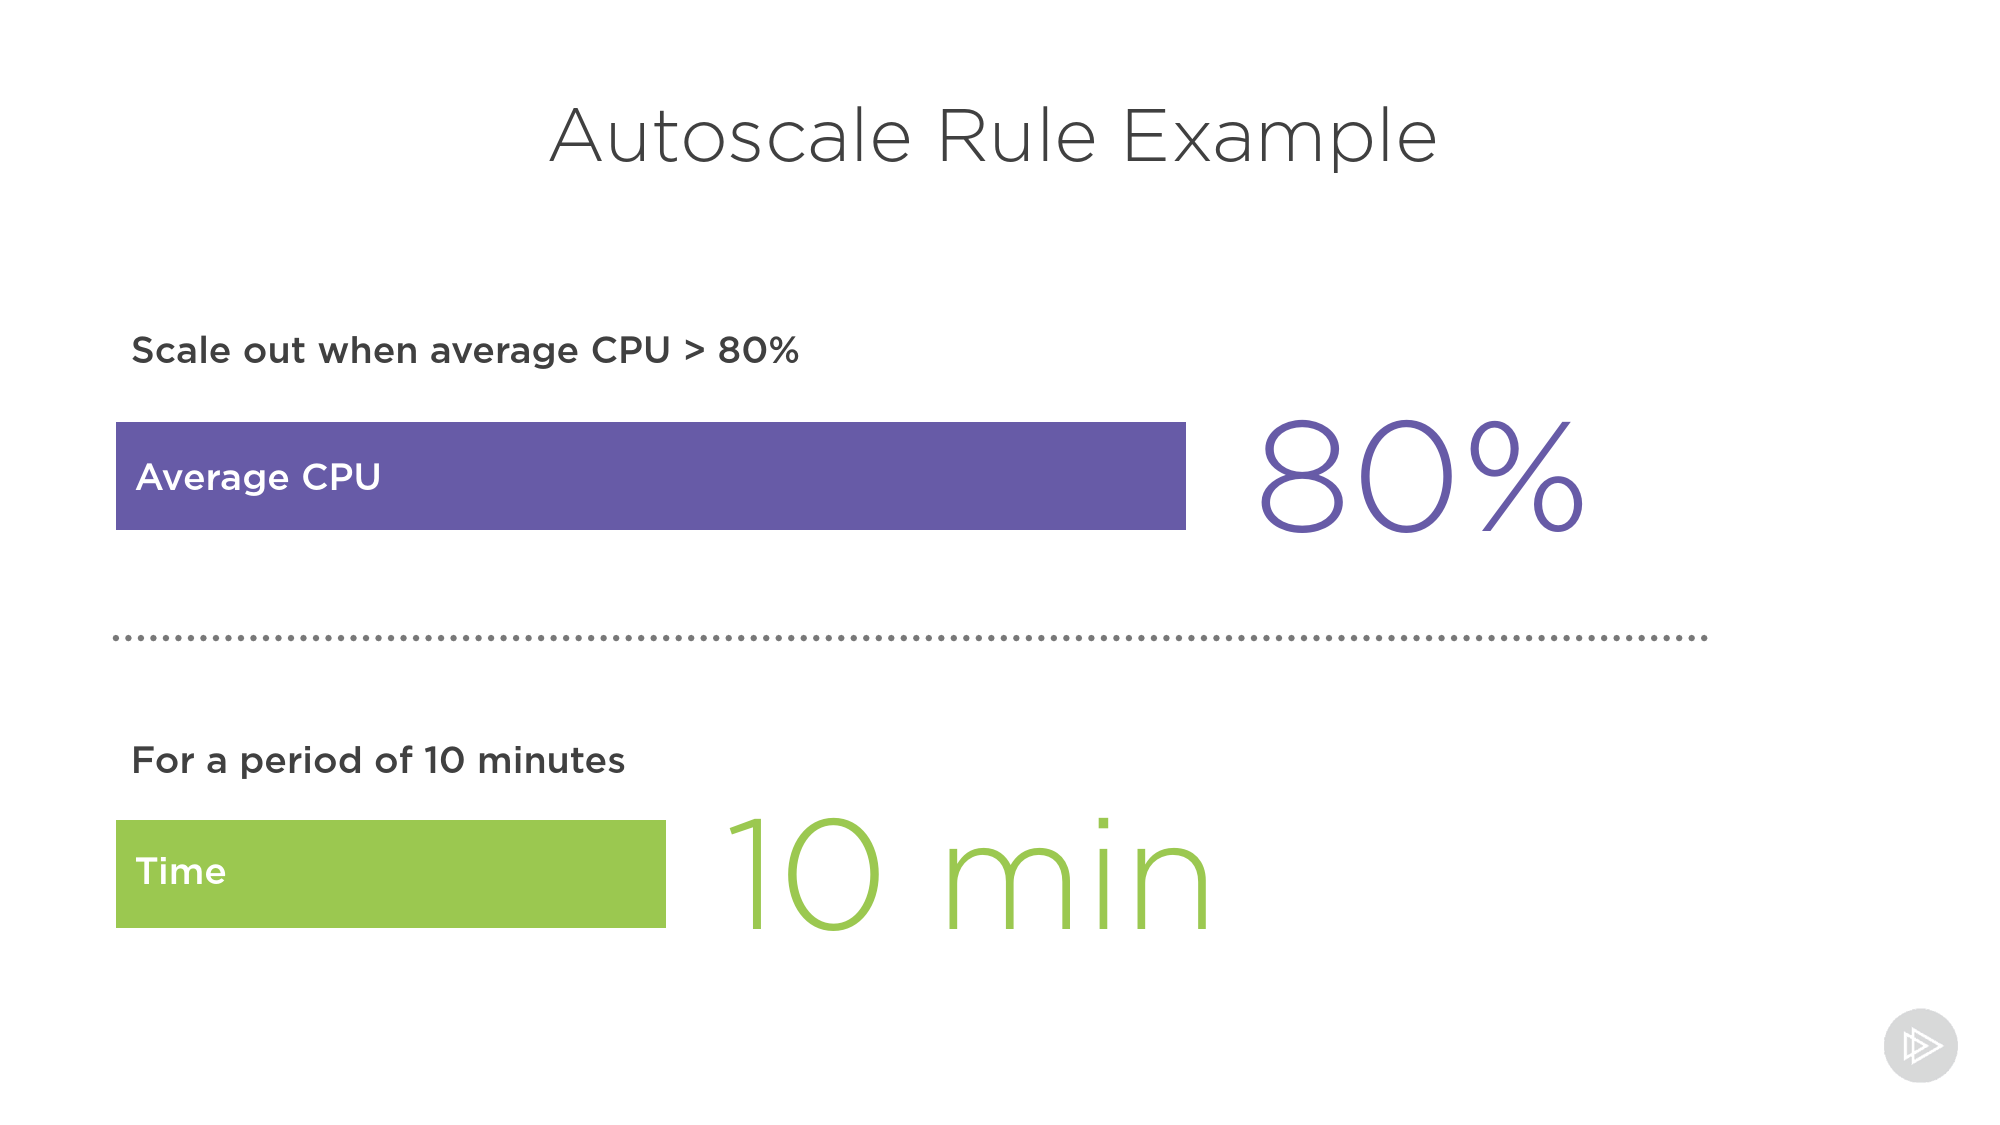 Autoscale Rule Example
Scale out when average CPU > 80%
Average CPU
80%
For a period of 10 minutes
Time
10 min